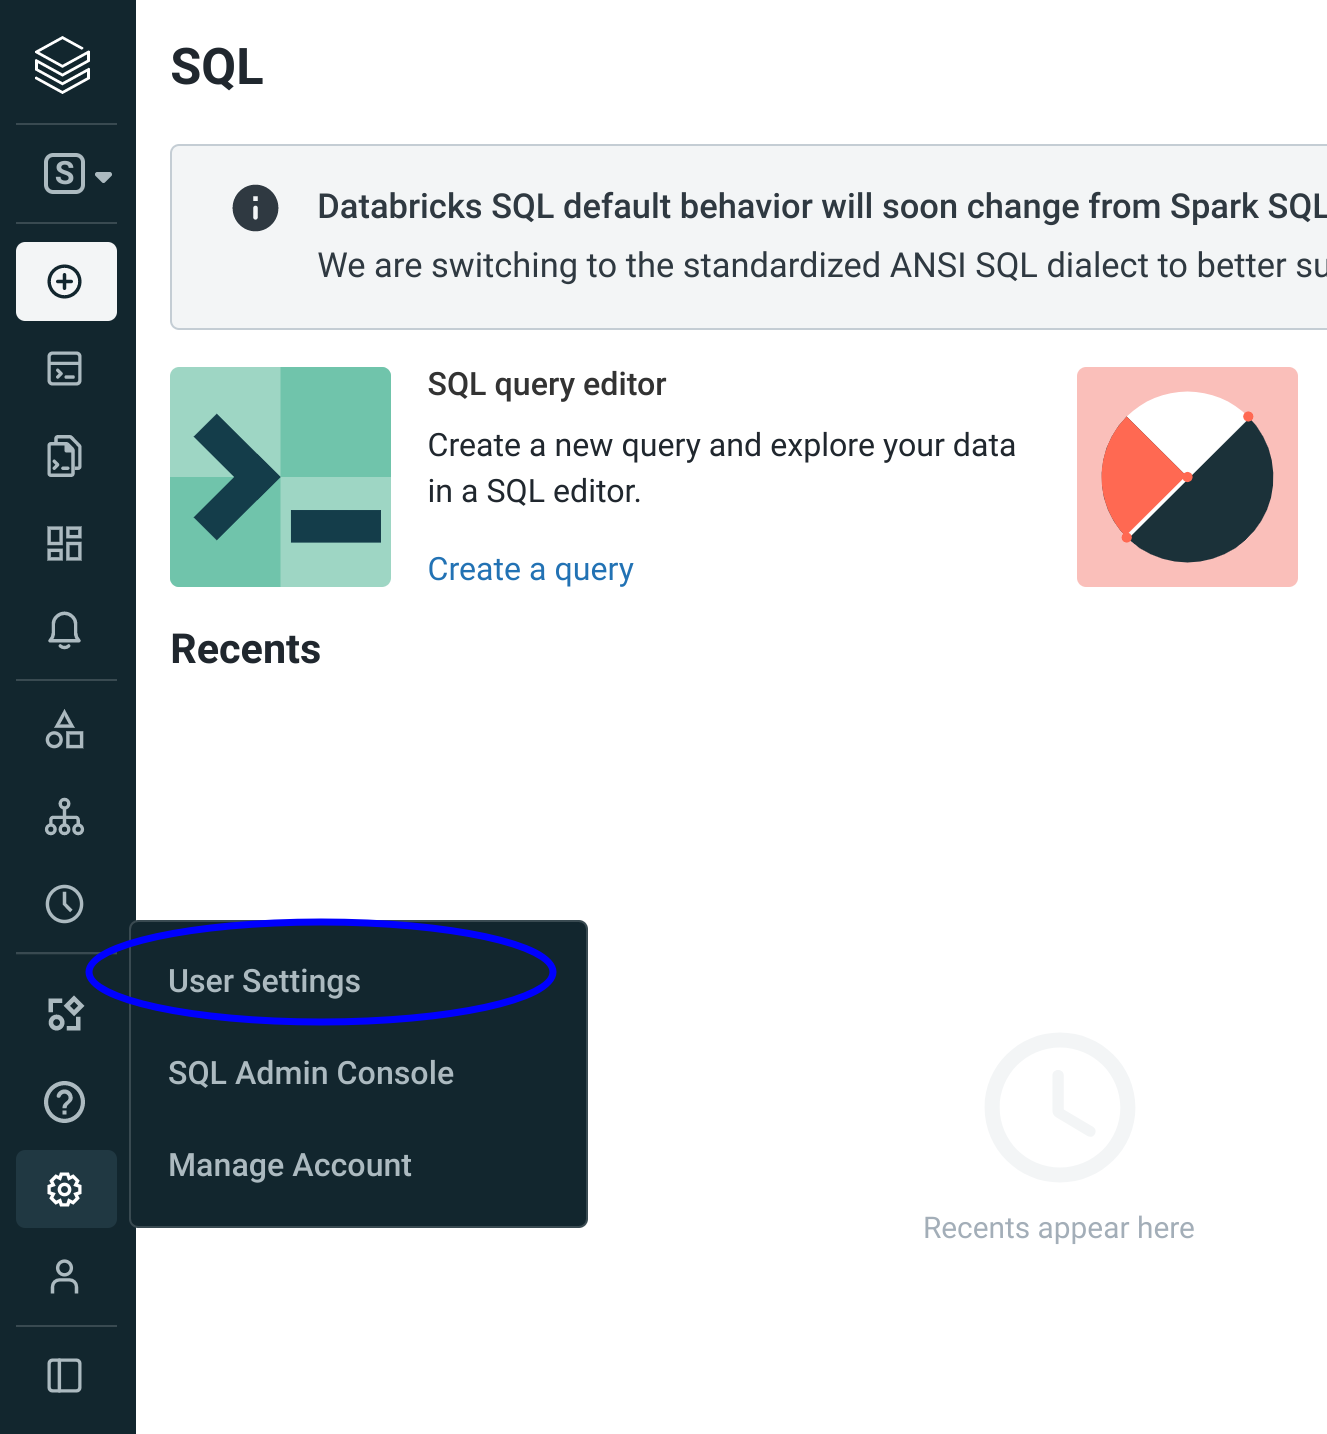 SQL
S
Databricks SQL default behavior will soon change from Spark SQL
We are switching to the standardized ANSI SQL dialect to better su
SQL query editor
Create a new query and explore your data
in a SQL editor.
Create a query
Recents
User Settings
SQL Admin Console
Manage Account
Recents appear here